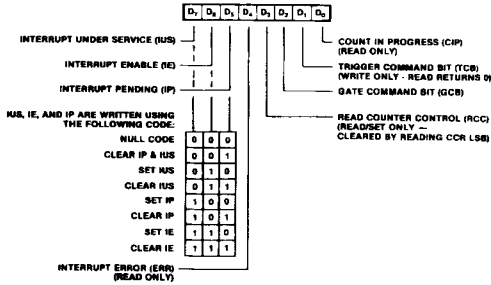 D7 D6 D5 D4 D3 D2 D1 D0
INTERRUPT UNDER SERVICE (IUS)
INTERRUPT ENABLE (IE)
INTERRUPT PENDING (IP)
IUS, IE, AND IP ARE WRITTEN USING
THE FOLLOWING CODE:
NULL CODE 0 0 0
CLEAR IP & IUS 0 0 1
SET IUS 0 1 0
CLEAR IUS 0 1 1
SET IP 1 0 0
CLEAR IP 1 0 1
SET IE 1 1 0
CLEAR IE 1 1 1
INTERRUPT ERROR (ERR)
(READ ONLY)
COUNT IN PROGRESS (CIP)
(READ ONLY)
TRIGGER COMMAND BIT (TCB)
(WRITE ONLY - READ RETURNS 0)
GATE COMMAND BIT (GCB)
READ COUNTER CONTROL (RCC)
(READ/SET ONLY —
CLEARED BY READING CCR LSB)